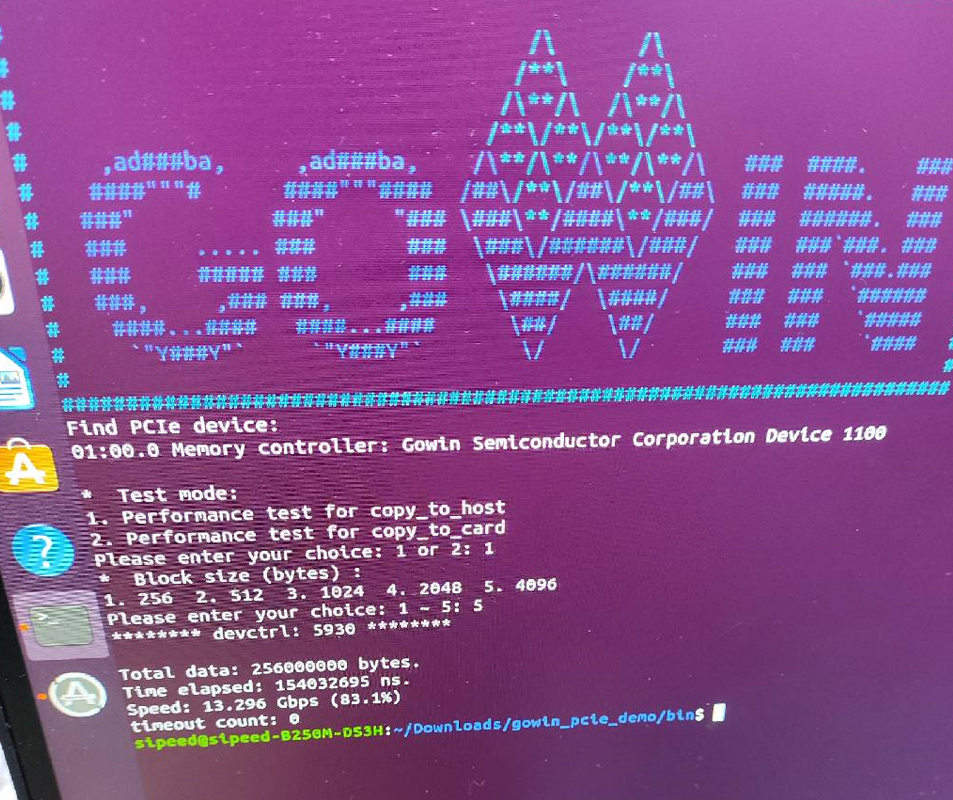 GOWIN
Find PCIe device:
01:00.0 Memory controller: Gowin Semiconductor Corporation Device 1100
* Test mode:
1. Performance test for copy_to_host
2. Performance test for copy_to_card
Please enter your choice: 1 or 2: 1
* Block size (bytes) :
1. 256 2. 512 3. 1024 4. 2048 5. 4096
Please enter your choice: 1 ~ 5: 5
******** devctrl: 5930 ********
Total data: 256000000 bytes.
Time elapsed: 154032695 ns.
Speed: 13.296 Gbps (83.1%)
timeout count: 0
sipeed@sipeed-B250M-DS3H:~/Downloads/gowin_pcie_demo/bin$